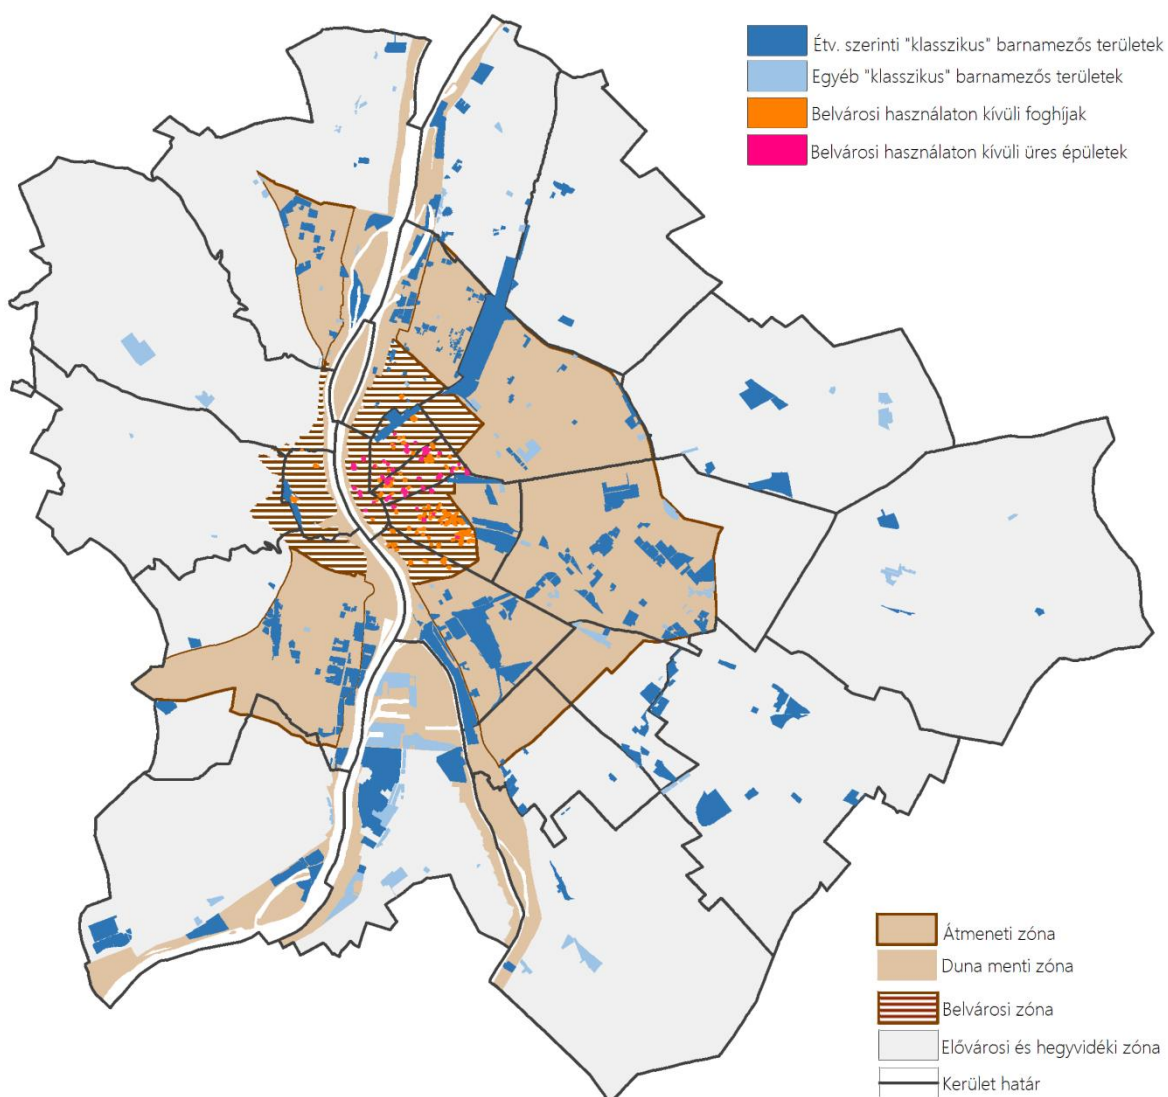 Étv. szerinti "klasszikus" barnamezős területek
Egyéb "klasszikus" barnamezős területek
Belvárosi használaton kívüli foghíjak
Belvárosi használaton kívüli üres épületek
Átmeneti zóna
Duna menti zóna
Belvárosi zóna
Elővárosi és hegyvidéki zóna
Kerület határ